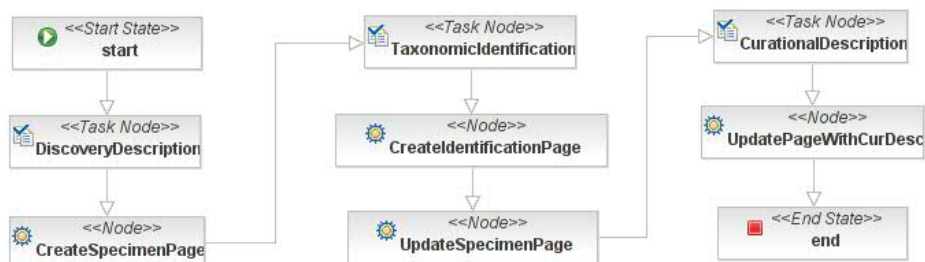 <<Start State>>
start
<<Task Node>>
DiscoveryDescription
<<Node>>
CreateSpecimenPage
<<Task Node>>
TaxonomicIdentification
<<Node>>
CreateIdentificationPage
<<Node>>
UpdateSpecimenPage
<<Task Node>>
CurationalDescription
<<Node>>
UpdatePageWithCurDesc
<<End State>>
end